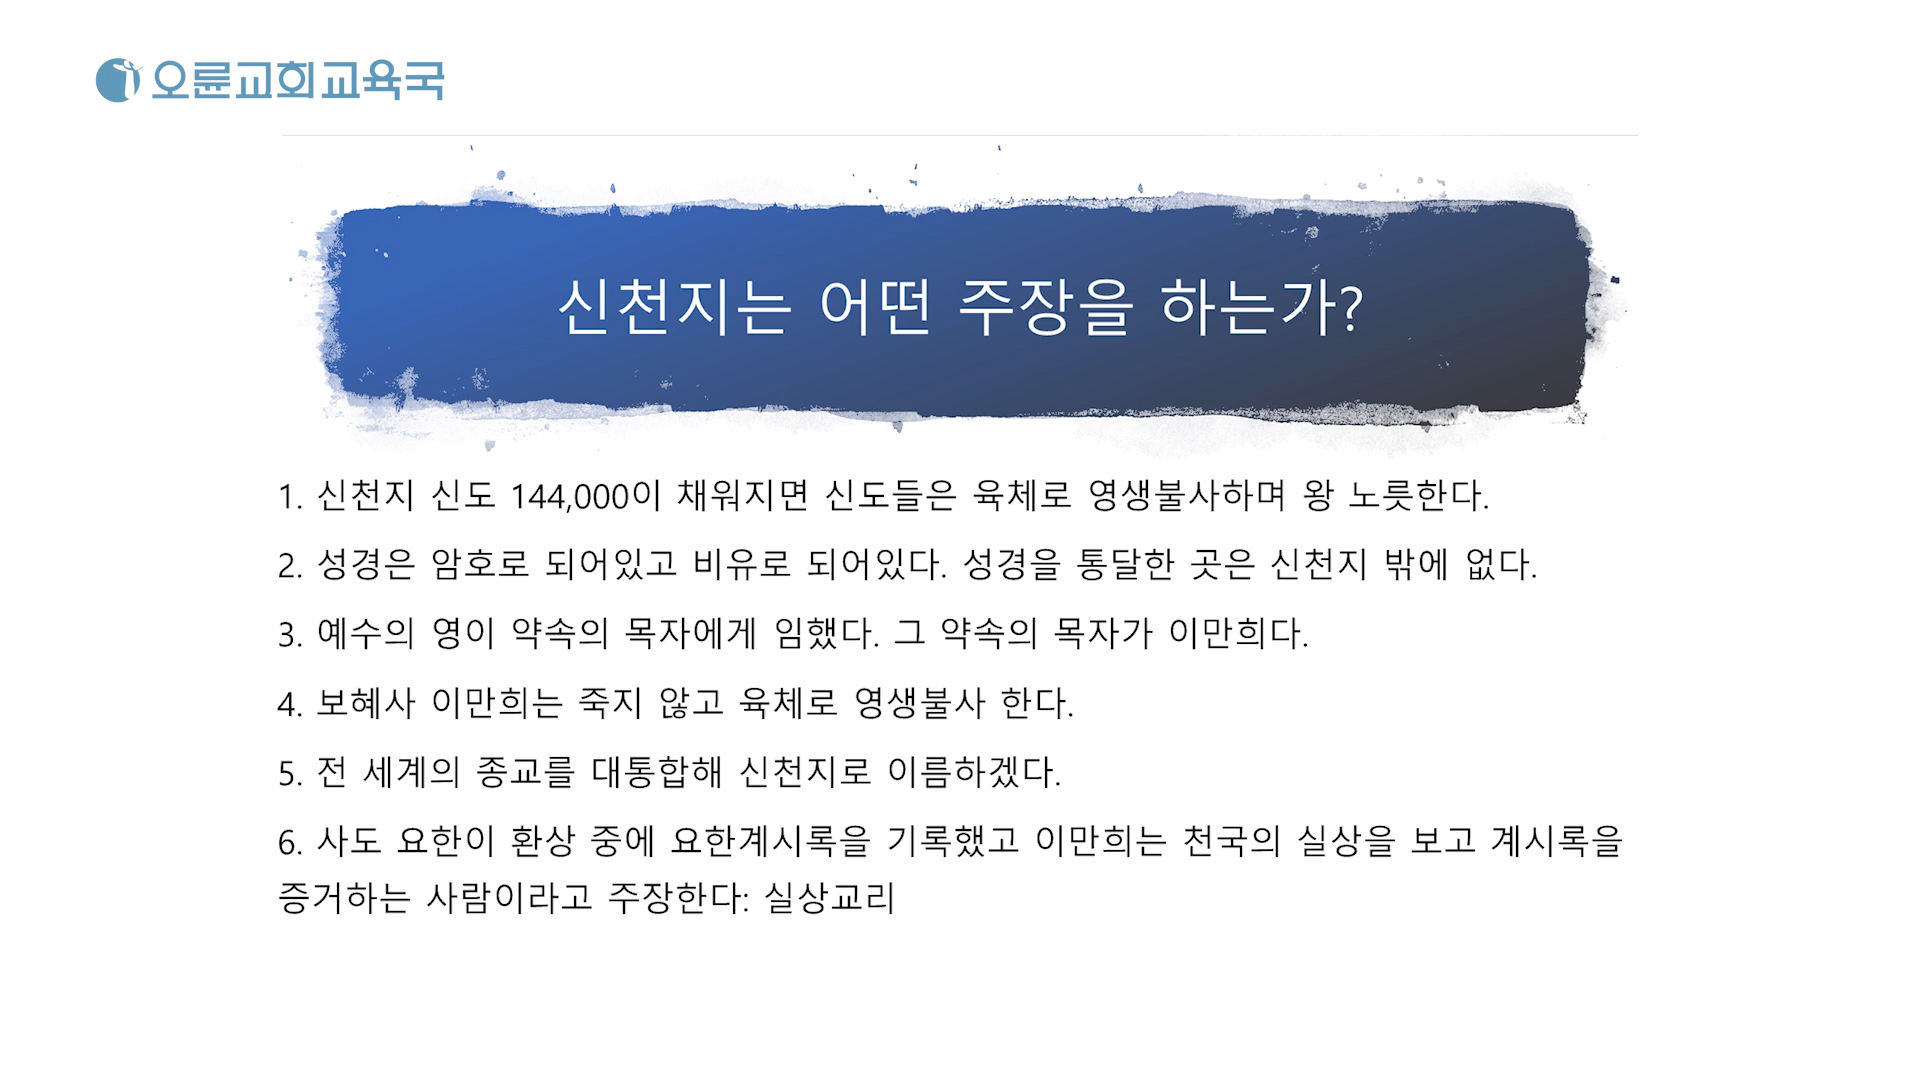 오륜교회교육국
신천지는 어떤 주장을 하는가?
1. 신천지 신도 144,000이 채워지면 신도들은 육체로 영생불사하며 왕 노릇한다.
2. 성경은 암호로 되어있고 비유로 되어있다. 성경을 통달한 곳은 신천지 밖에 없다.
3. 예수의 영이 약속의 목자에게 임했다. 그 약속의 목자가 이만희다.
4. 보혜사 이만희는 죽지 않고 육체로 영생불사 한다.
5. 전 세계의 종교를 대통합해 신천지로 이름하겠다.
6. 사도 요한이 환상 중에 요한계시록을 기록했고 이만희는 천국의 실상을 보고 계시록을
증거하는 사람이라고 주장한다: 실상교리